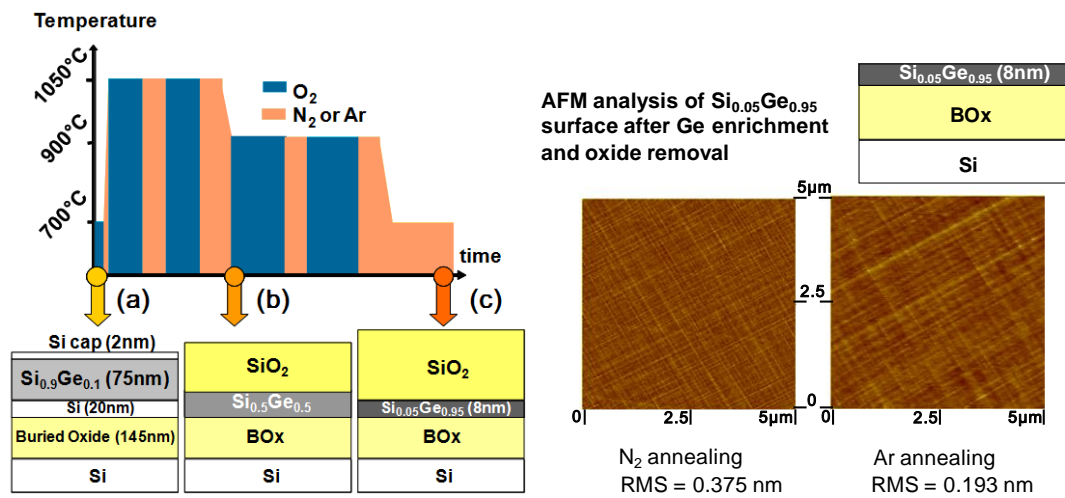 Temperature
1050°C
900°C
700°C
O₂
N₂ or Ar
time
(a)
(b)
(c)
Si cap (2nm)
Si₀.₉Ge₀.₁ (75nm)
Si (20nm)
Buried Oxide (145nm)
Si
SiO₂
Si₀.₅Ge₀.₅
BOx
Si
SiO₂
Si₀.₀₅Ge₀.₉₅ (8nm)
BOx
Si
AFM analysis of Si₀.₀₅Ge₀.₉₅
surface after Ge enrichment
and oxide removal
Si₀.₀₅Ge₀.₉₅ (8nm)
BOx
Si
5µm
2.5
0
0
2.5
5µm
0
2.5
5µm
N₂ annealing
RMS = 0.375 nm
Ar annealing
RMS = 0.193 nm